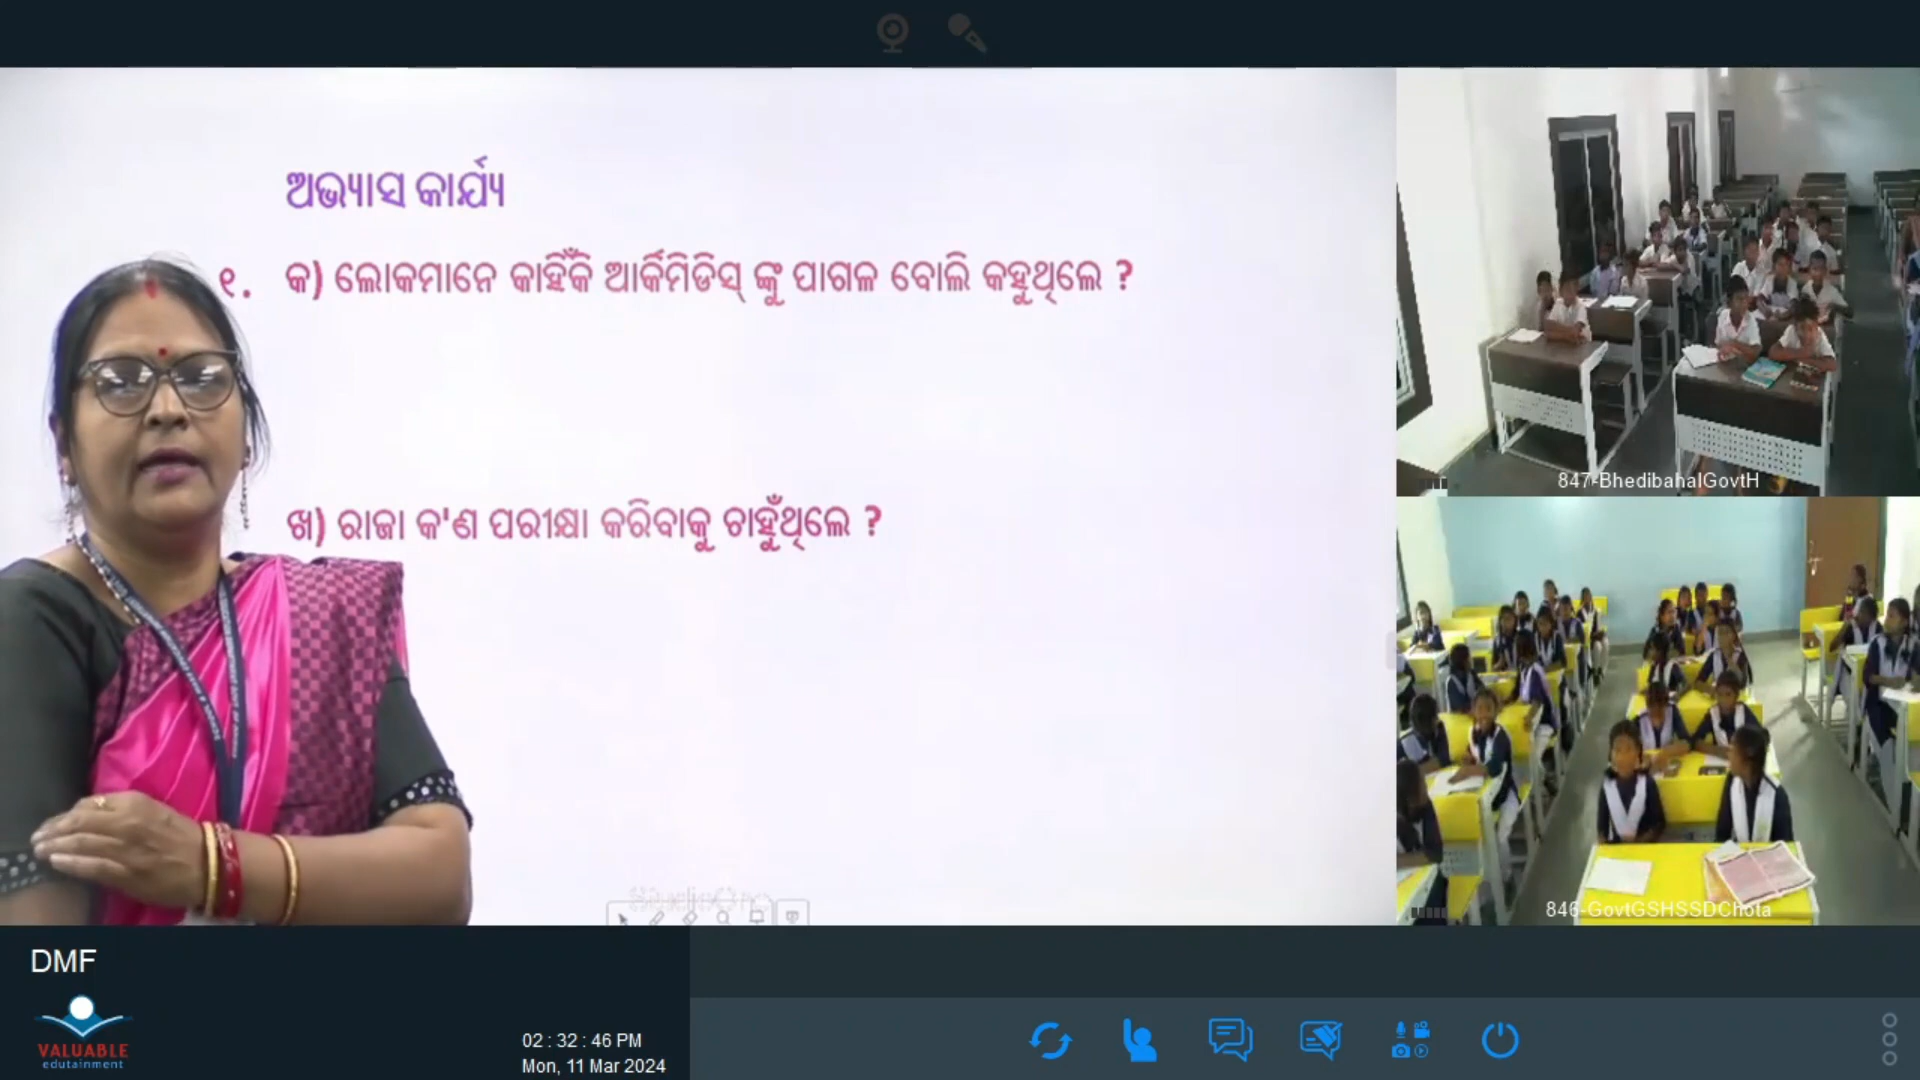 ଅଭ୍ୟାସ କାର୍ଯ୍ୟ
୧. କ) ଲୋକମାନେ କାହିଁକି ଆର୍କିମିଡିସ୍ ଙ୍କୁ ପାଗଳ ବୋଲି କହୁଥିଲେ ?
ଖ) ରାଜା କ'ଣ ପରୀକ୍ଷା କରିବାକୁ ଚାହୁଁଥିଲେ ?
847-BhedibahalGovtH
846-GovtGSHSSDChota
DMF
VALUABLE
edutainment
02 : 32 : 46 PM
Mon, 11 Mar 2024